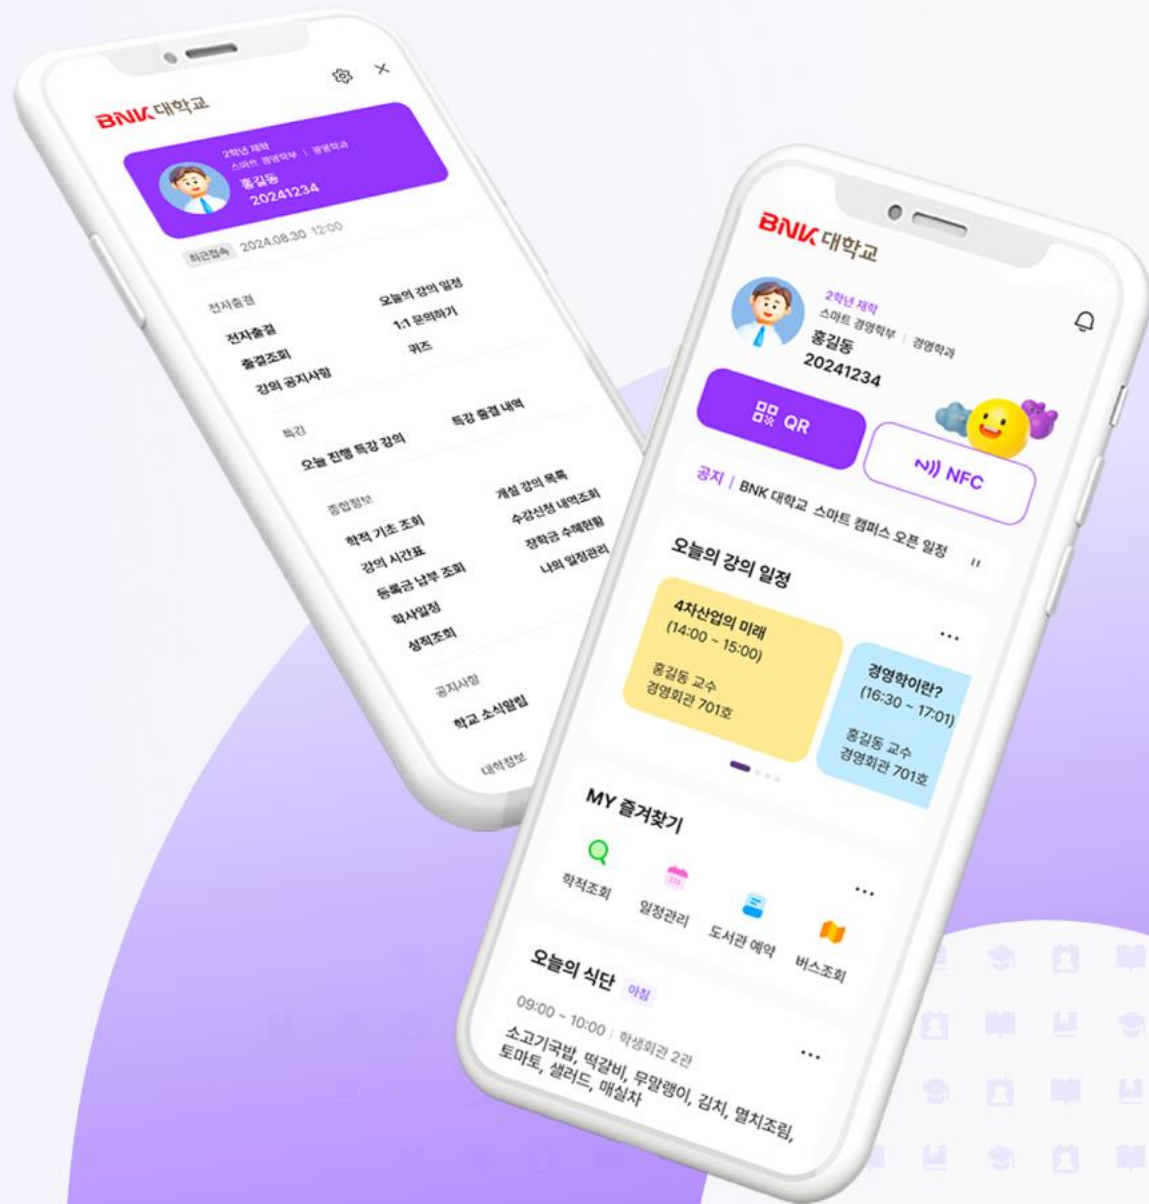 BNK 대학교
2학년 재학
스마트 경영학부 | 경영학과
홍길동
20241234
최근접속 2024.08.30 12:00
전자출결
전자출결 오늘의 강의 일정
출결조회 1:1 문의하기
강의 공지사항 퀴즈
특강
오늘 진행 특강 강의 특강 출결 내역
종합정보
학적 기초 조회 개설 강의 목록
강의 시간표 수강신청 내역조회
등록금 납부 조회 장학금 수혜현황
학사일정 나의 일정관리
성적조회
공지사항
학교 소식알림
대학정보
BNK 대학교
2학년 재학
스마트 경영학부 | 경영학과
홍길동
20241234
QR
NFC
공지 | BNK 대학교 스마트 캠퍼스 오픈 일정
오늘의 강의 일정
4차산업의 미래
(14:00 ~ 15:00)
홍길동 교수
경영회관 701호
경영학이란?
(16:30 ~ 17:01)
홍길동 교수
경영회관 701호
MY 즐겨찾기
학적조회
일정관리
도서관 예약
버스조회
오늘의 식단 아침
09:00 ~ 10:00 | 학생회관 2관
소고기국밥, 떡갈비, 무말랭이, 김치, 멸치조림,
토마토, 샐러드, 매실차